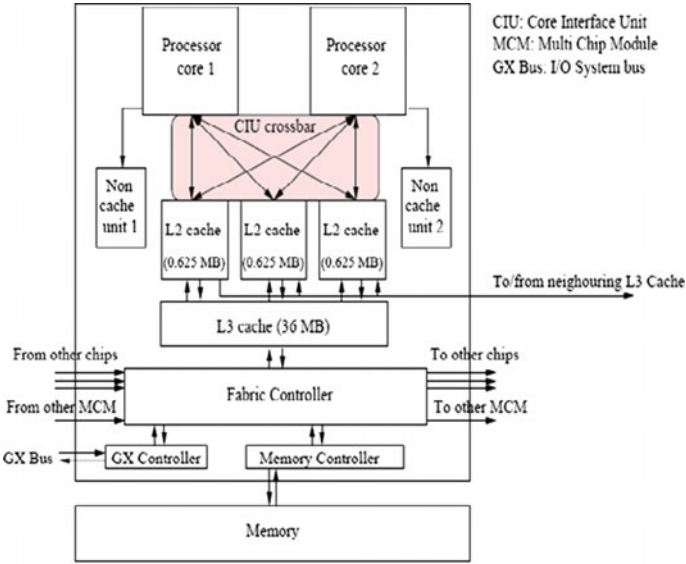 CIU: Core Interface Unit
MCM: Multi Chip Module
GX Bus: I/O System bus
Processor
core 1
Processor
core 2
CIU crossbar
Non
cache
unit 1
Non
cache
unit 2
L2 cache
(0.625 MB)
L2 cache
(0.625 MB)
L2 cache
(0.625 MB)
To/from neighouring L3 Cache
L3 cache (36 MB)
From other chips
To other chips
Fabric Controller
From other MCM
To other MCM
GX Bus
GX Controller
Memory Controller
Memory